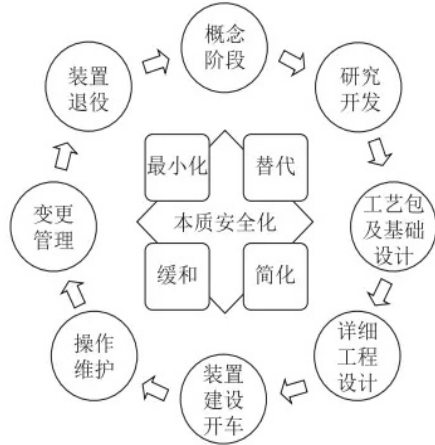 概念
阶段
研究
开发
工艺包
及基础
设计
详细
工程
设计
装置
建设
开车
操作
维护
变更
管理
装置
退役
最小化
替代
本质安全化
缓和
简化